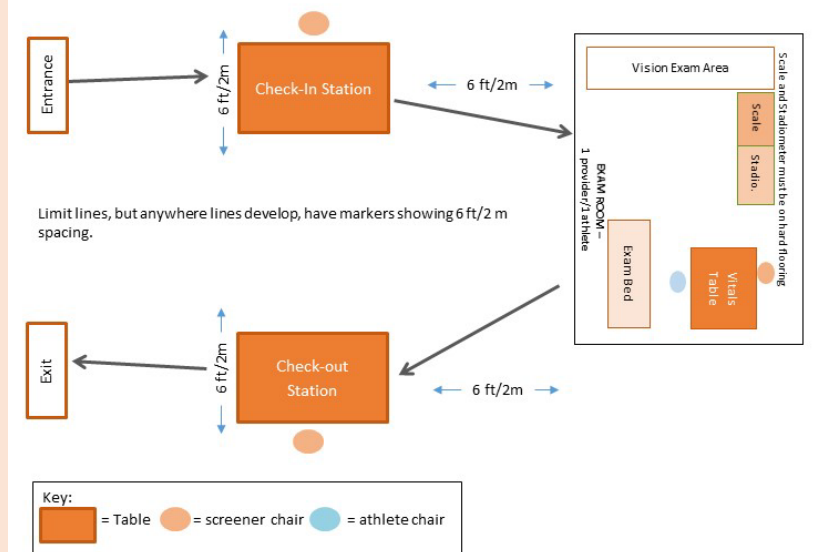 Entrance
6 ft/2m
Check-In Station
6 ft/2m
Vision Exam Area
Scale and Stadiometer must be on hard flooring
Scale
Stadio.
EXAM ROOM –
1 provider/1 athlete
Exam Bed
Vitals
Table
Limit lines, but anywhere lines develop, have markers showing 6 ft/2 m
spacing.
Exit
6 ft/2m
Check-out
Station
6 ft/2m
Key:
= Table
= screener chair
= athlete chair